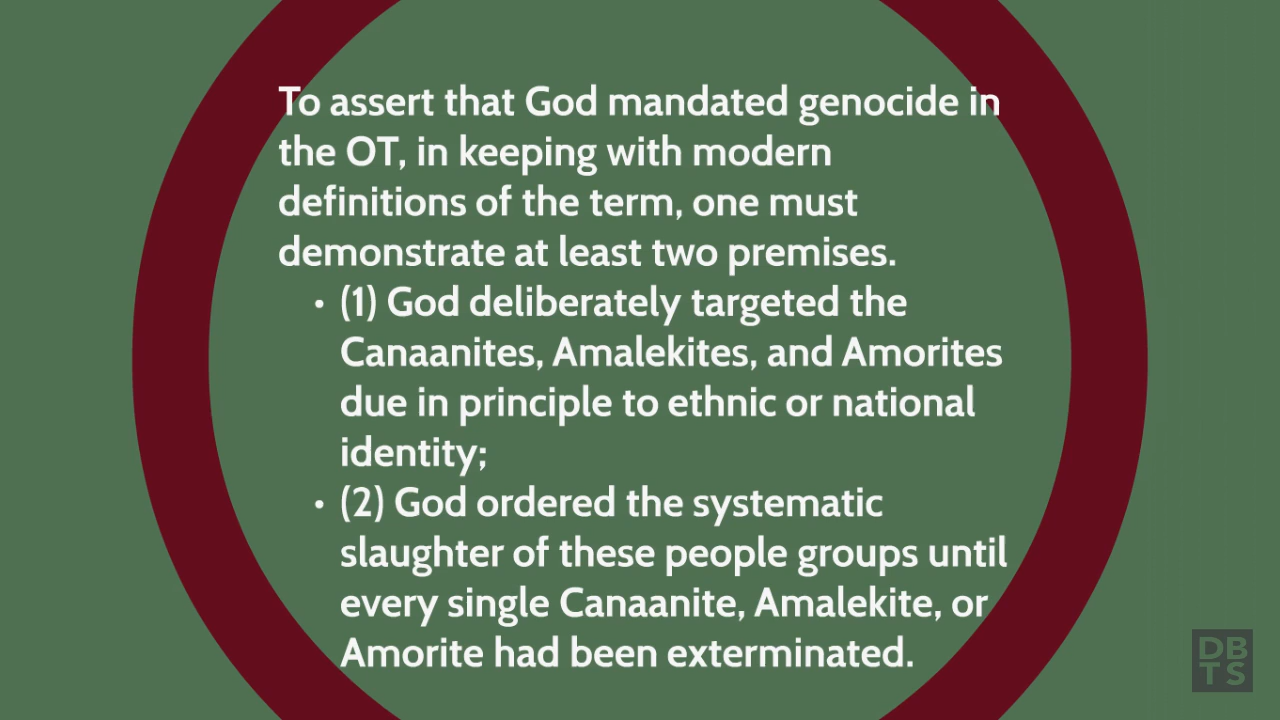 To assert that God mandated genocide in
the OT, in keeping with modern
definitions of the term, one must
demonstrate at least two premises.
• (1) God deliberately targeted the
Canaanites, Amalekites, and Amorites
due in principle to ethnic or national
identity;
• (2) God ordered the systematic
slaughter of these people groups until
every single Canaanite, Amalekite, or
Amorite had been exterminated.
DB
TS